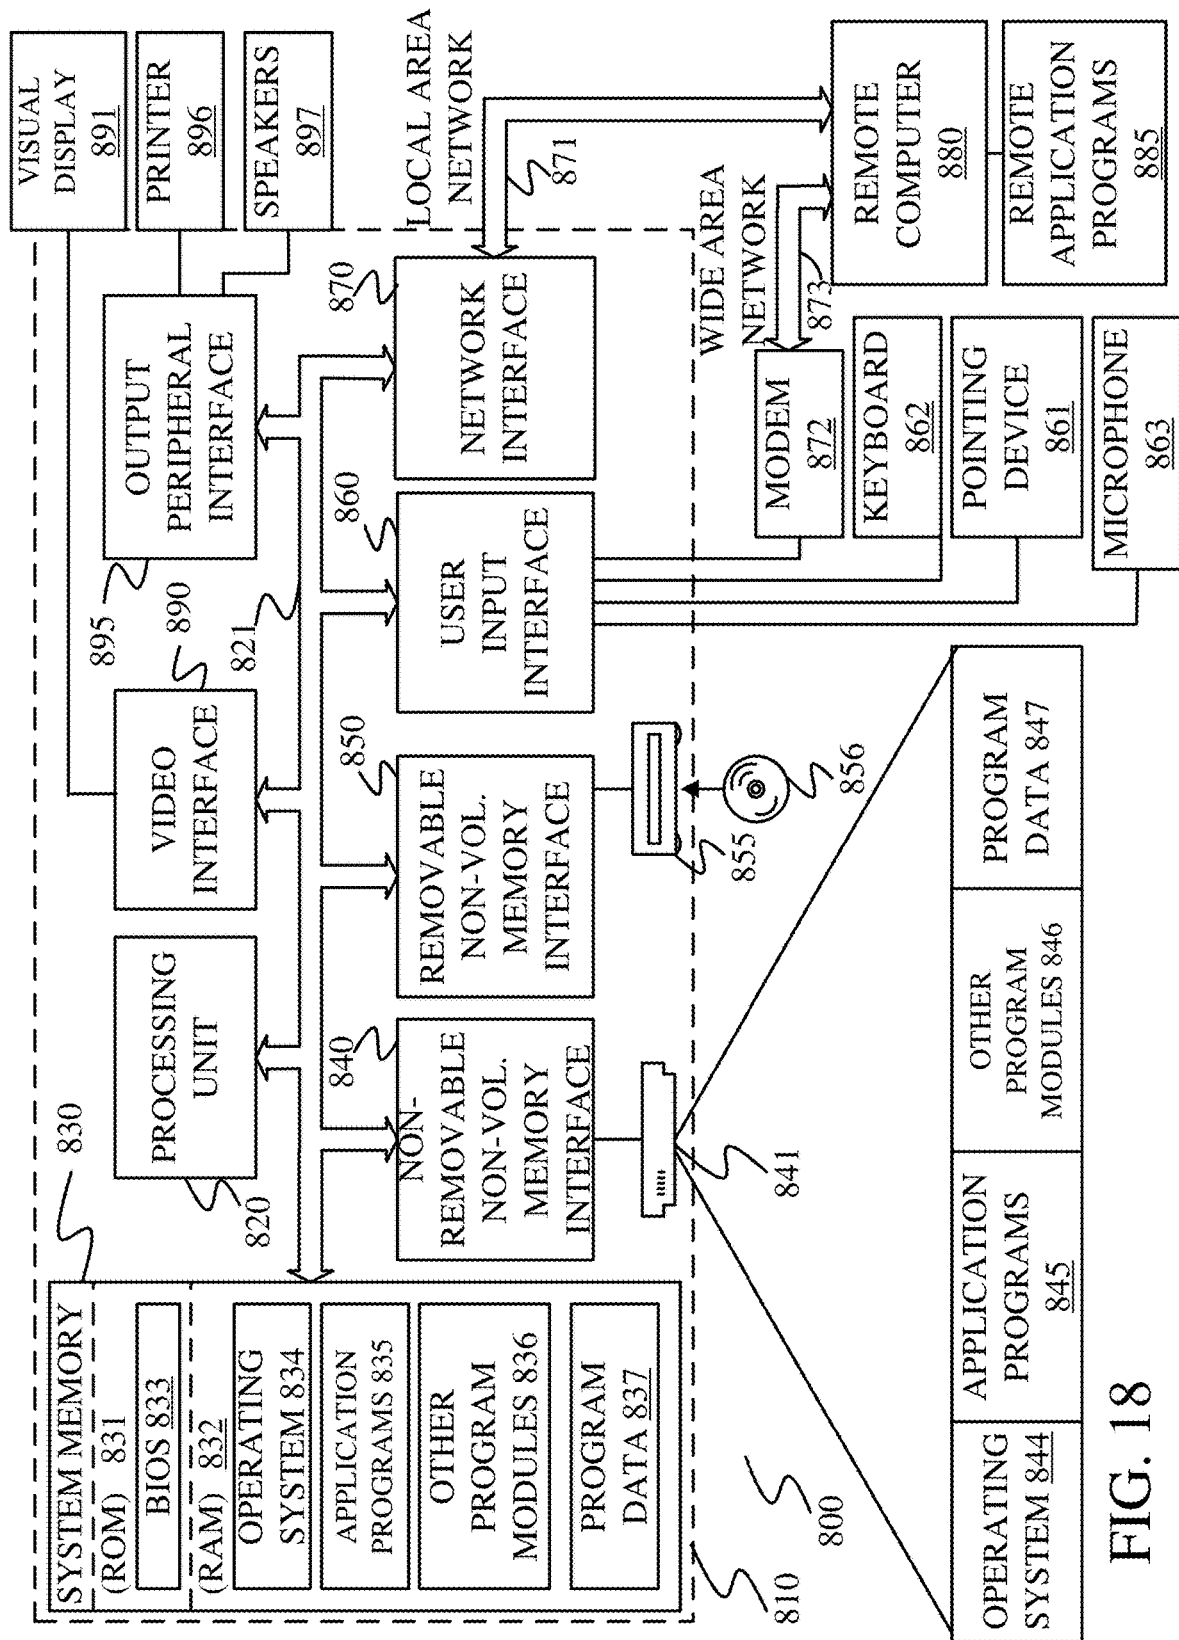 SYSTEM MEMORY
(ROM) 831
BIOS 833
(RAM) 832
OPERATING
SYSTEM 834
APPLICATION
PROGRAMS 835
OTHER
PROGRAM
MODULES 836
PROGRAM
DATA 837
830
PROCESSING
UNIT
820
VIDEO
INTERFACE
890
821
OUTPUT
PERIPHERAL
INTERFACE
895
VISUAL
DISPLAY
891
PRINTER
896
SPEAKERS
897
NON-
REMOVABLE
NON-VOL.
MEMORY
INTERFACE
840
REMOVABLE
NON-VOL.
MEMORY
INTERFACE
850
USER
INPUT
INTERFACE
860
NETWORK
INTERFACE
870
LOCAL AREA
NETWORK
871
WIDE AREA
NETWORK
873
810
800
841
855
856
MODEM
872
KEYBOARD
862
POINTING
DEVICE
861
MICROPHONE
863
REMOTE
COMPUTER
880
REMOTE
APPLICATION
PROGRAMS
885
OPERATING
SYSTEM 844
APPLICATION
PROGRAMS
845
OTHER
PROGRAM
MODULES 846
PROGRAM
DATA 847
FIG. 18